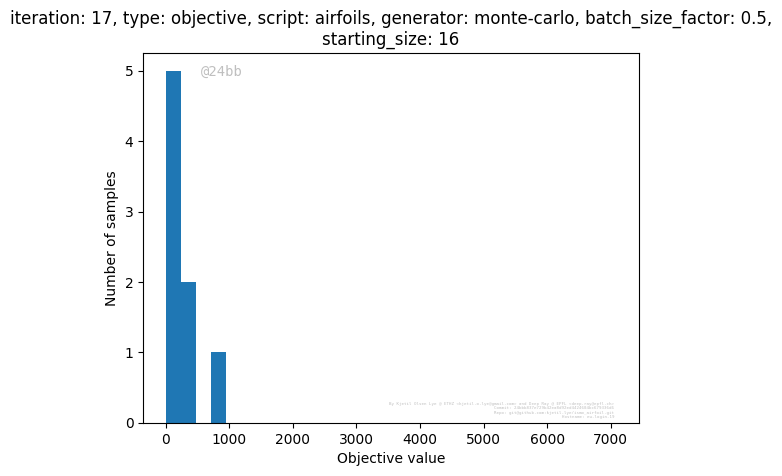 iteration: 17, type: objective, script: airfoils, generator: monte-carlo, batch_size_factor: 0.5,
starting_size: 16
@24bb
5
4
3
2
1
0
Number of samples
0 1000 2000 3000 4000 5000 6000 7000
Objective value